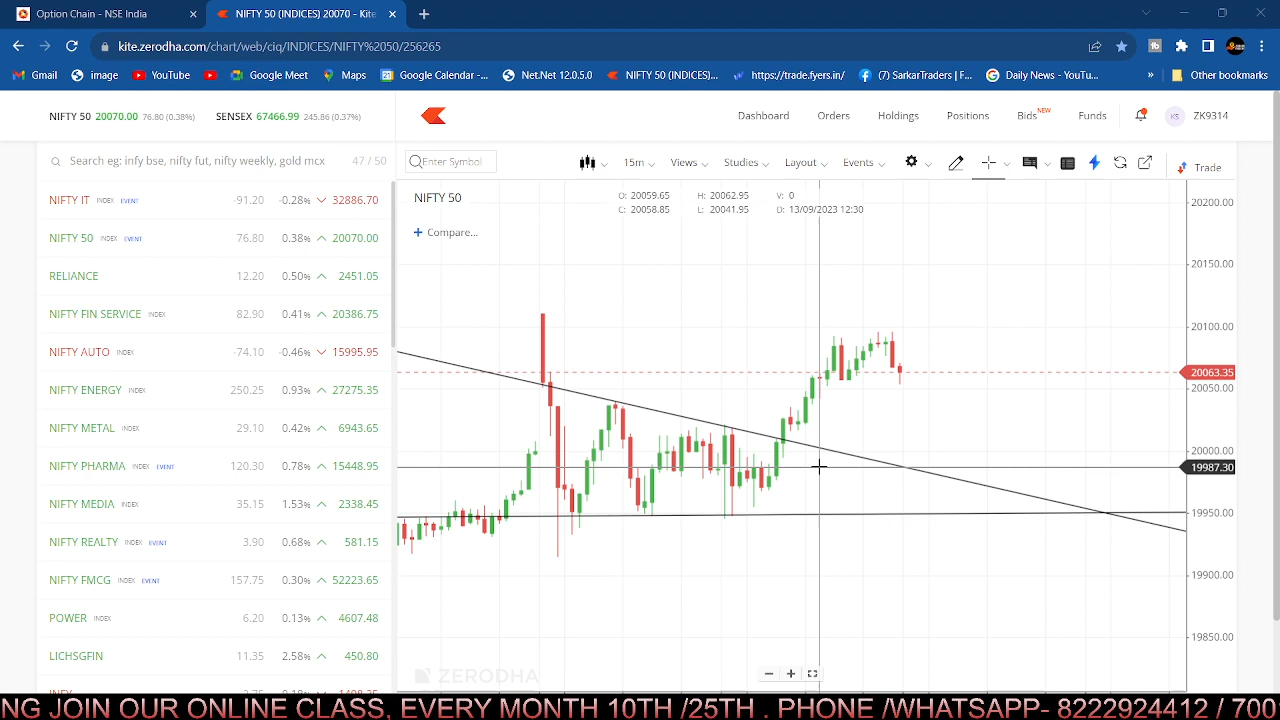 Option Chain - NSE India
NIFTY 50 (INDICES) 20070 - Kite
kite.zerodha.com/chart/web/ciq/INDICES/NIFTY%2050/256265
Gmail image YouTube Google Meet Maps Google Calendar -... Net.Net 12.0.5.0 NIFTY 50 (INDICES)... https://trade.fyers.in/ (7) Sarkari Graders | F... Daily News - YouTu... » Other bookmarks
NIFTY 50 20070.00 76.80 (0.38%) SENSEX 67466.99 245.86 (0.37%)
Dashboard Orders Holdings Positions Bids NEW Funds KS ZK9314
Search eg: infy bse, nifty fut, nifty weekly, gold mcx 47 / 50
Enter Symbol 15m Views Studies Layout Events Trade
NIFTY IT INDEX EVENT -91.20 -0.28% 32886.70
NIFTY 50 INDEX EVENT 76.80 0.38% 20070.00
RELIANCE 12.20 0.50% 2451.05
NIFTY FIN SERVICE INDEX 82.90 0.41% 20386.75
NIFTY AUTO INDEX -74.10 -0.46% 15995.95
NIFTY ENERGY INDEX 250.25 0.93% 27275.35
NIFTY METAL INDEX 29.10 0.42% 6943.65
NIFTY PHARMA INDEX EVENT 120.30 0.78% 15448.95
NIFTY MEDIA INDEX 35.15 1.53% 2338.45
NIFTY REALTY INDEX EVENT 3.90 0.68% 581.15
NIFTY FMCG INDEX EVENT 157.75 0.30% 52223.65
POWER INDEX 6.20 0.13% 4607.48
LICHSGFIN 11.35 2.58% 450.80
NIFTY 50
O: 20059.65 H: 20062.95 V: 0
C: 20058.85 L: 20041.95 D: 13/09/2023 12:30
+ Compare...
20200.00
20150.00
20100.00
20063.35
20050.00
20000.00
19987.30
19950.00
19900.00
19850.00
ZERODHA
NG JOIN OUR ONLINE CLASS, EVERY MONTH 10TH /25TH . PHONE /WHATSAPP- 8222924412 / 700